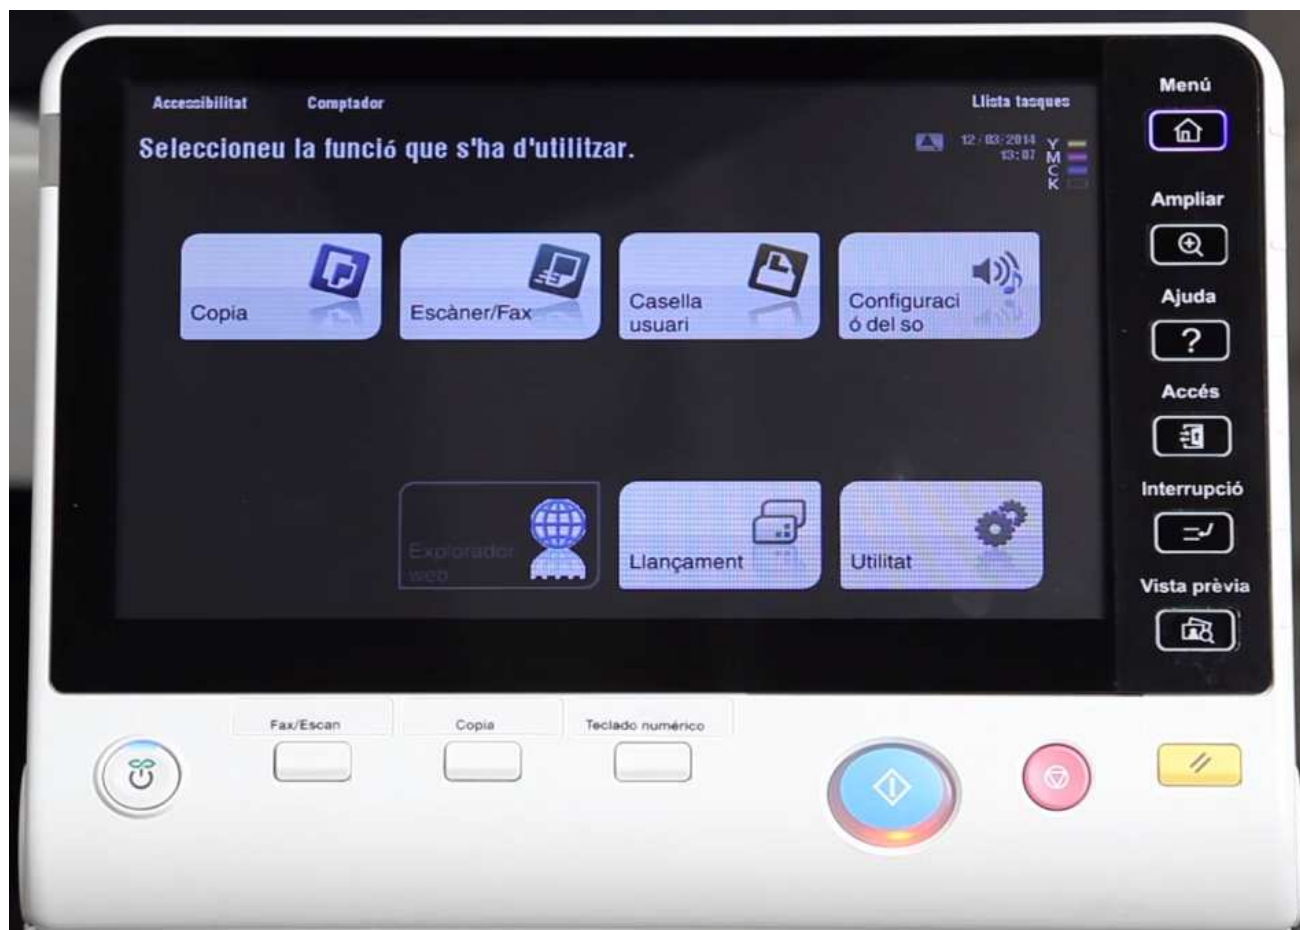 Accessibilitat Comptador Llista tasques
Seleccioneu la funció que s'ha d'utilitzar.
12/03/2014
13:07
Y
M
C
K
Copia
Escàner/Fax
Casella
usuari
Configuraci
ó del so
Explorador
web
Llançament
Utilitat
Menú
Ampliar
Ajuda
?
Accés
Interrupció
Vista prèvia
Fax/Escan
Copia
Teclado numérico